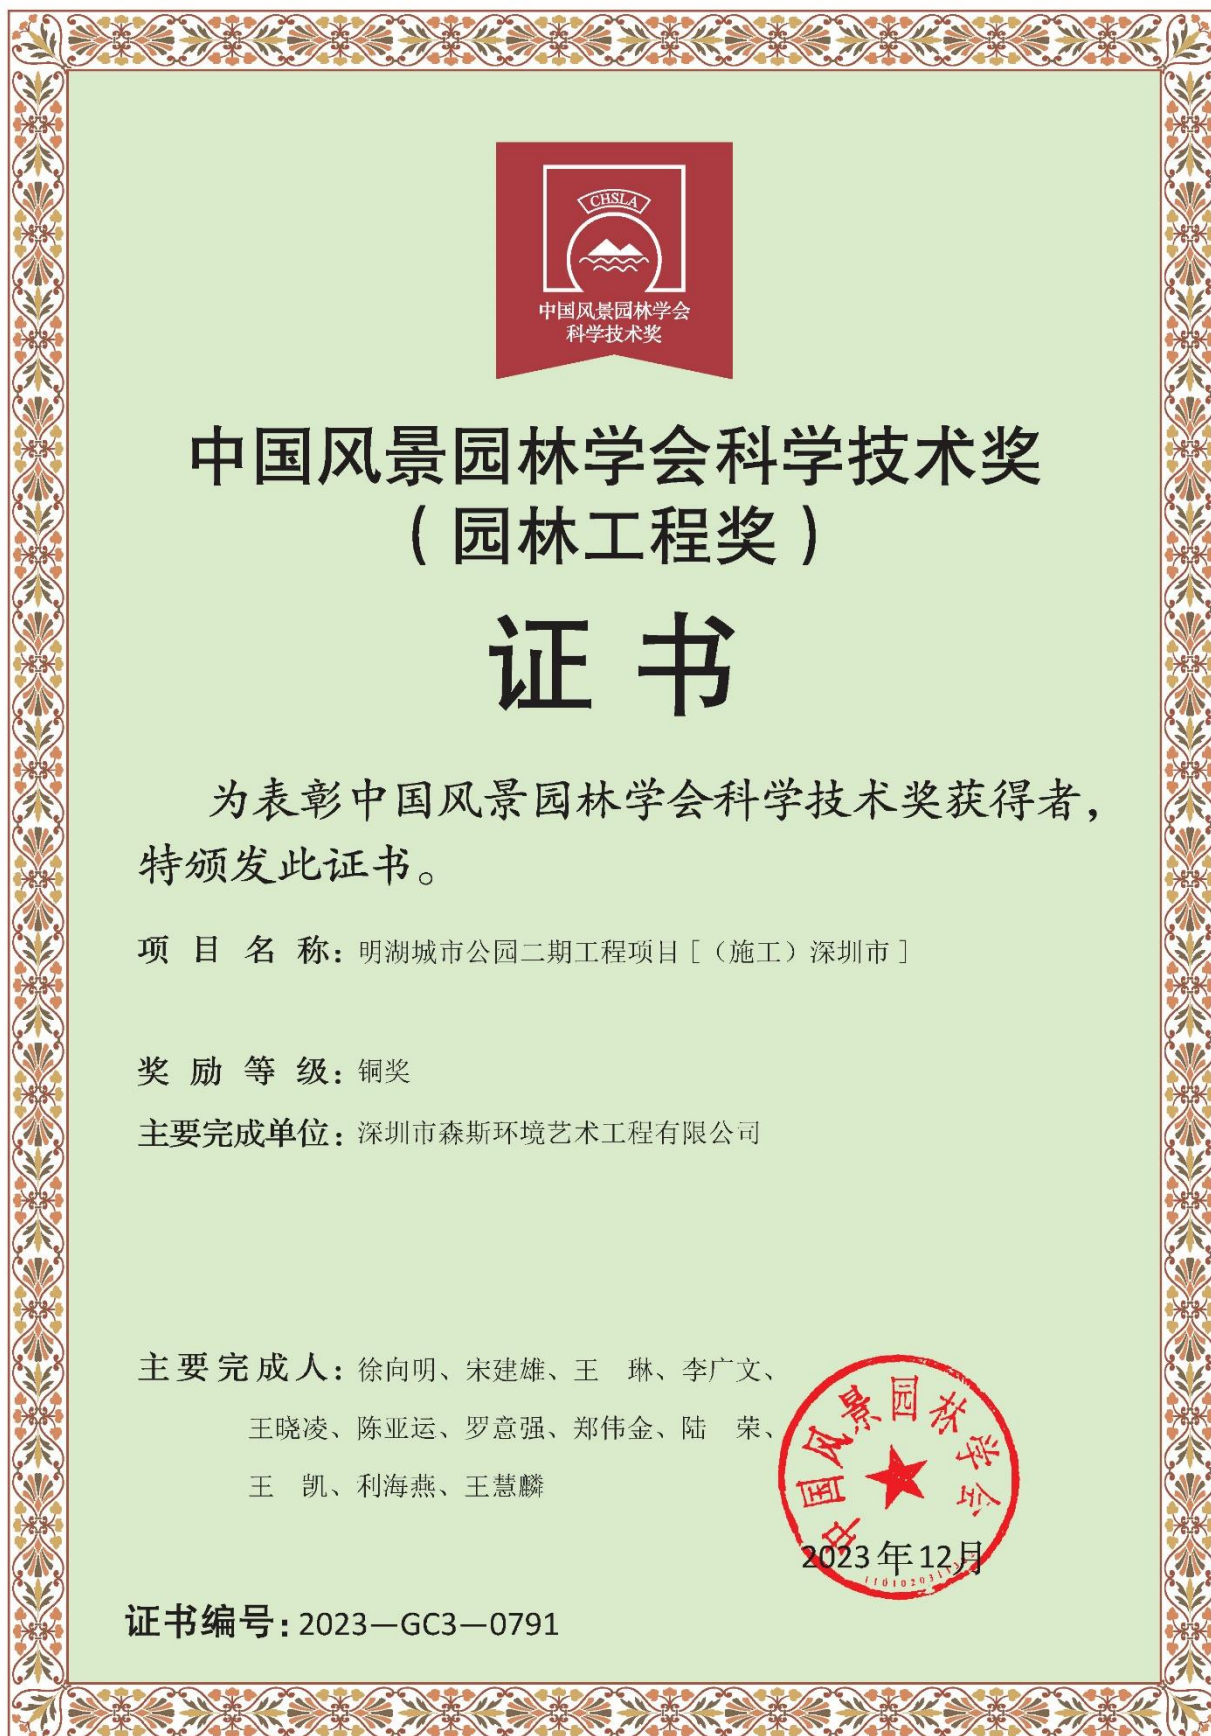 CHSLA
中国风景园林学会
科学技术奖
中国风景园林学会科学技术奖
（园林工程奖）
证书
为表彰中国风景园林学会科学技术奖获得者，
特颁发此证书。
项目名称：明湖城市公园二期工程项目［（施工）深圳市］
奖励等级：铜奖
主要完成单位：深圳市森斯环境艺术工程有限公司
主要完成人：徐向明、宋建雄、王　琳、李广文、
王晓凌、陈亚运、罗意强、郑伟金、陆　荣、
王　凯、利海燕、王慧麟
中国风景园林学会
2023年12月
证书编号：2023—GC3—0791